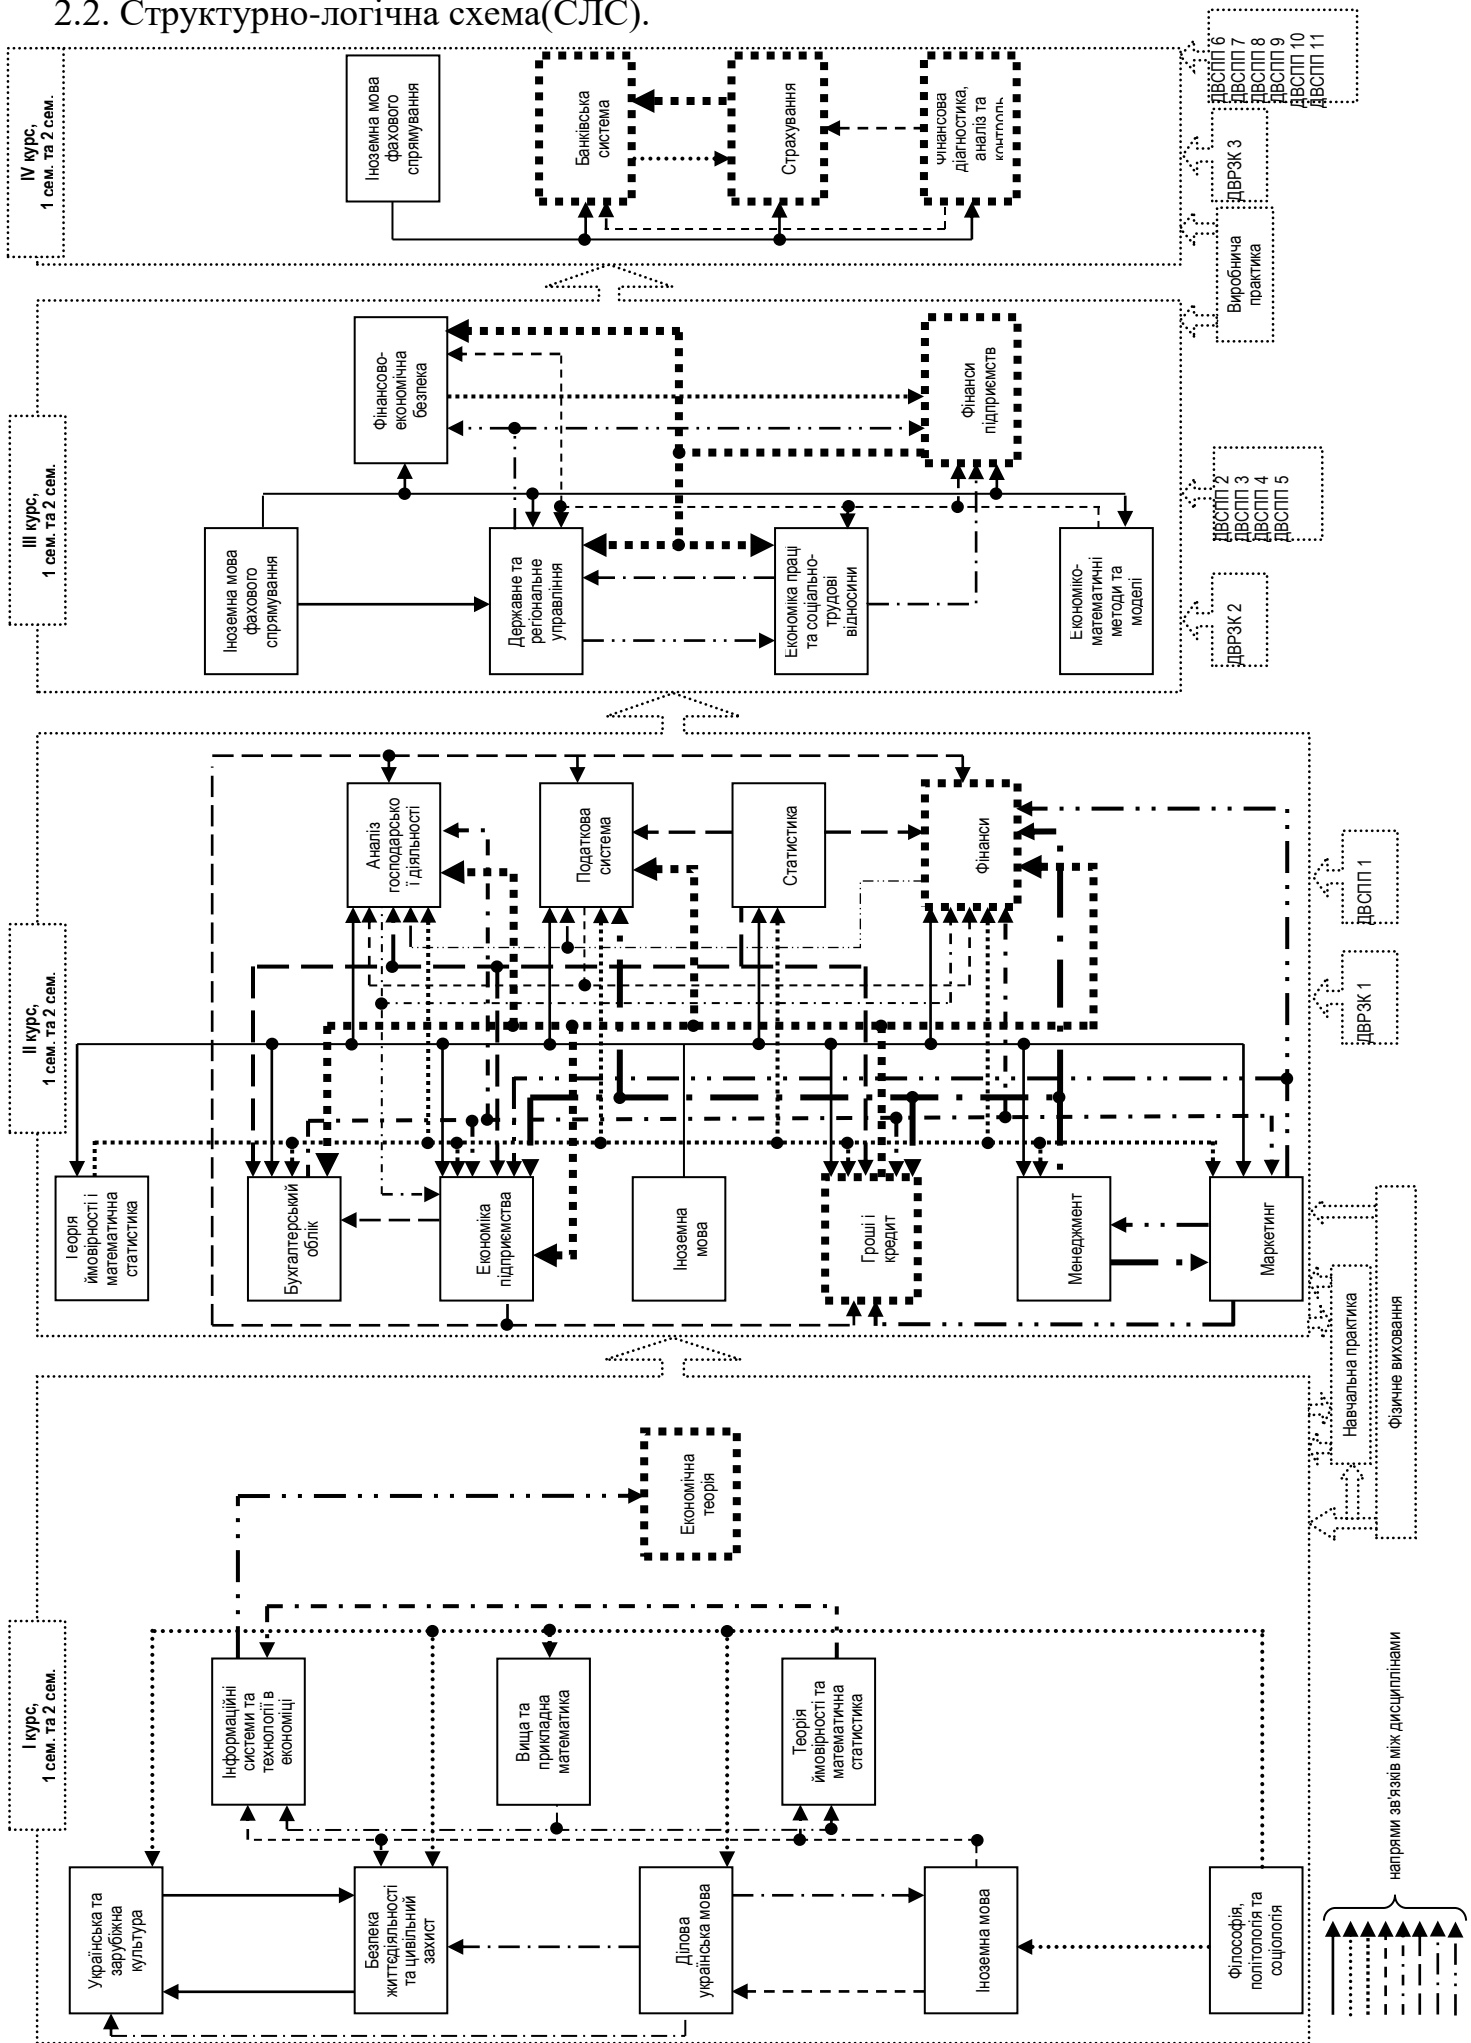 2.2. Структурно-логічна схема(СЛС).
І курс,
1 сем. та 2 сем.
Українська та
зарубіжна
культура
Безпека
життєдіяльності
та цивільний
захист
Ділова
українська мова
Іноземна мова
Філософія,
політологія та
соціологія
Інформаційні
системи та
технології в
економіці
Вища та
прикладна
математика
Теорія
ймовірності та
математична
статистика
Економічна
теорія
ІІ курс,
1 сем. та 2 сем.
Теорія
ймовірності і
математична
статистика
Бухгалтерський
облік
Економіка
підприємства
Іноземна
мова
Гроші і
кредит
Менеджмент
Маркетинг
Аналіз
господарсько
ї діяльності
Податкова
система
Статистика
Фінанси
ІІІ курс,
1 сем. та 2 сем.
Іноземна мова
фахового
спрямування
Державне та
регіональне
управління
Економіка праці
та соціально-
трудові
відносини
Економіко-
математичні
методи та
моделі
Фінансово-
економічна
безпека
Фінанси
підприємств
IV курс,
1 сем. та 2 сем.
Іноземна мова
фахового
спрямування
Банківська
система
Страхування
Фінансова
діагностика,
аналіз та
контроль
напрями зв'язків між дисциплінами
Навчальна практика
Фізичне виховання
ДВРЗК 1
ДВСПП 1
ДВРЗК 2
ДВСПП 2
ДВСПП 3
ДВСПП 4
ДВСПП 5
Виробнича
практика
ДВРЗК 3
ДВСПП 6
ДВСПП 7
ДВСПП 8
ДВСПП 9
ДВСПП 10
ДВСПП 11